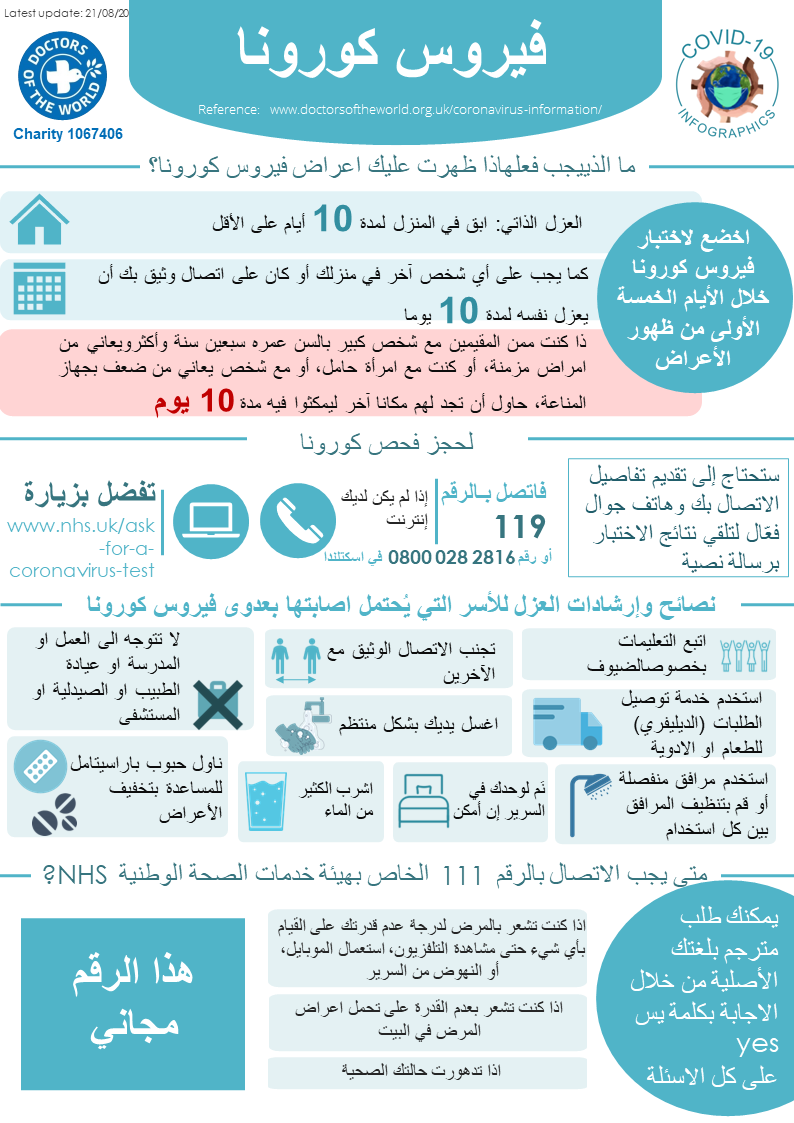 Latest update: 21/08/20
DOCTORS OF THE WORLD
Charity 1067406
فيروس كورونا
Reference: www.doctorsoftheworld.org.uk/coronavirus-information/
COVID-19
INFOGRAPHICS
ما الذييجب فعلهاذا ظهرت عليك اعراض فيروس كورونا؟
العزل الذاتي: ابق في المنزل لمدة 10 أيام على الأقل
كما يجب على أي شخص آخر في منزلك أو كان على اتصال وثيق بك أن
يعزل نفسه لمدة 10 يوما
ذا كنت ممن المقيمين مع شخص كبير بالسن عمره سبعين سنة وأكثرويعاني من
امراض مزمنة، أو كنت مع امرأة حامل، أو مع شخص يعاني من ضعف بجهاز
المناعة، حاول أن تجد لهم مكانا آخر ليمكثوا فيه مدة 10 يوم
اخضع لاختبار
فيروس كورونا
خلال الأيام الخمسة
الأولى من ظهور
الأعراض
لحجز فحص كورونا
ستحتاج إلى تقديم تفاصيل
الاتصال بك وهاتف جوال
فعّال لتلقي نتائج الاختبار
برسالة نصية
فاتصل بـالرقم
119
إذا لم يكن لديك
إنترنت
أو رقم 2816 028 0800 في اسكتلندا
تفضل بزيارة
www.nhs.uk/ask
-for-a-
coronavirus-test
نصائح وإرشادات العزل للأسر التي يُحتمل اصابتها بعدوى فيروس كورونا
اتبع التعليمات
بخصوصالضيوف
تجنب الاتصال الوثيق مع
الآخرين
لا تتوجه الى العمل او
المدرسة او عيادة
الطبيب او الصيدلية او
المستشفى
استخدم خدمة توصيل
الطلبات (الديليفري)
للطعام او الادوية
اغسل يديك بشكل منتظم
ناول حبوب باراسيتامل
للمساعدة بتخفيف
الأعراض
استخدم مرافق منفصلة
أو قم بتنظيف المرافق
بين كل استخدام
نَم لوحدك في
السرير إن أمكن
اشرب الكثير
من الماء
متى يجب الاتصال بالرقم 111 الخاص بهيئة خدمات الصحة الوطنية NHS?
يمكنك طلب
مترجم بلغتك
الأصلية من خلال
الاجابة بكلمة يس
yes
على كل الاسئلة
اذا كنت تشعر بالمرض لدرجة عدم قدرتك على القَيام
بأي شيء حتى مشاهدة التلفزيون، استعمال الموبايل،
أو النهوض من السرير
اذا كنت تشعر بعدم القَدرة على تحمل اعراض
المرض في البيت
اذا تدهورت حالتك الصحية
هذا الرقم
مجاني